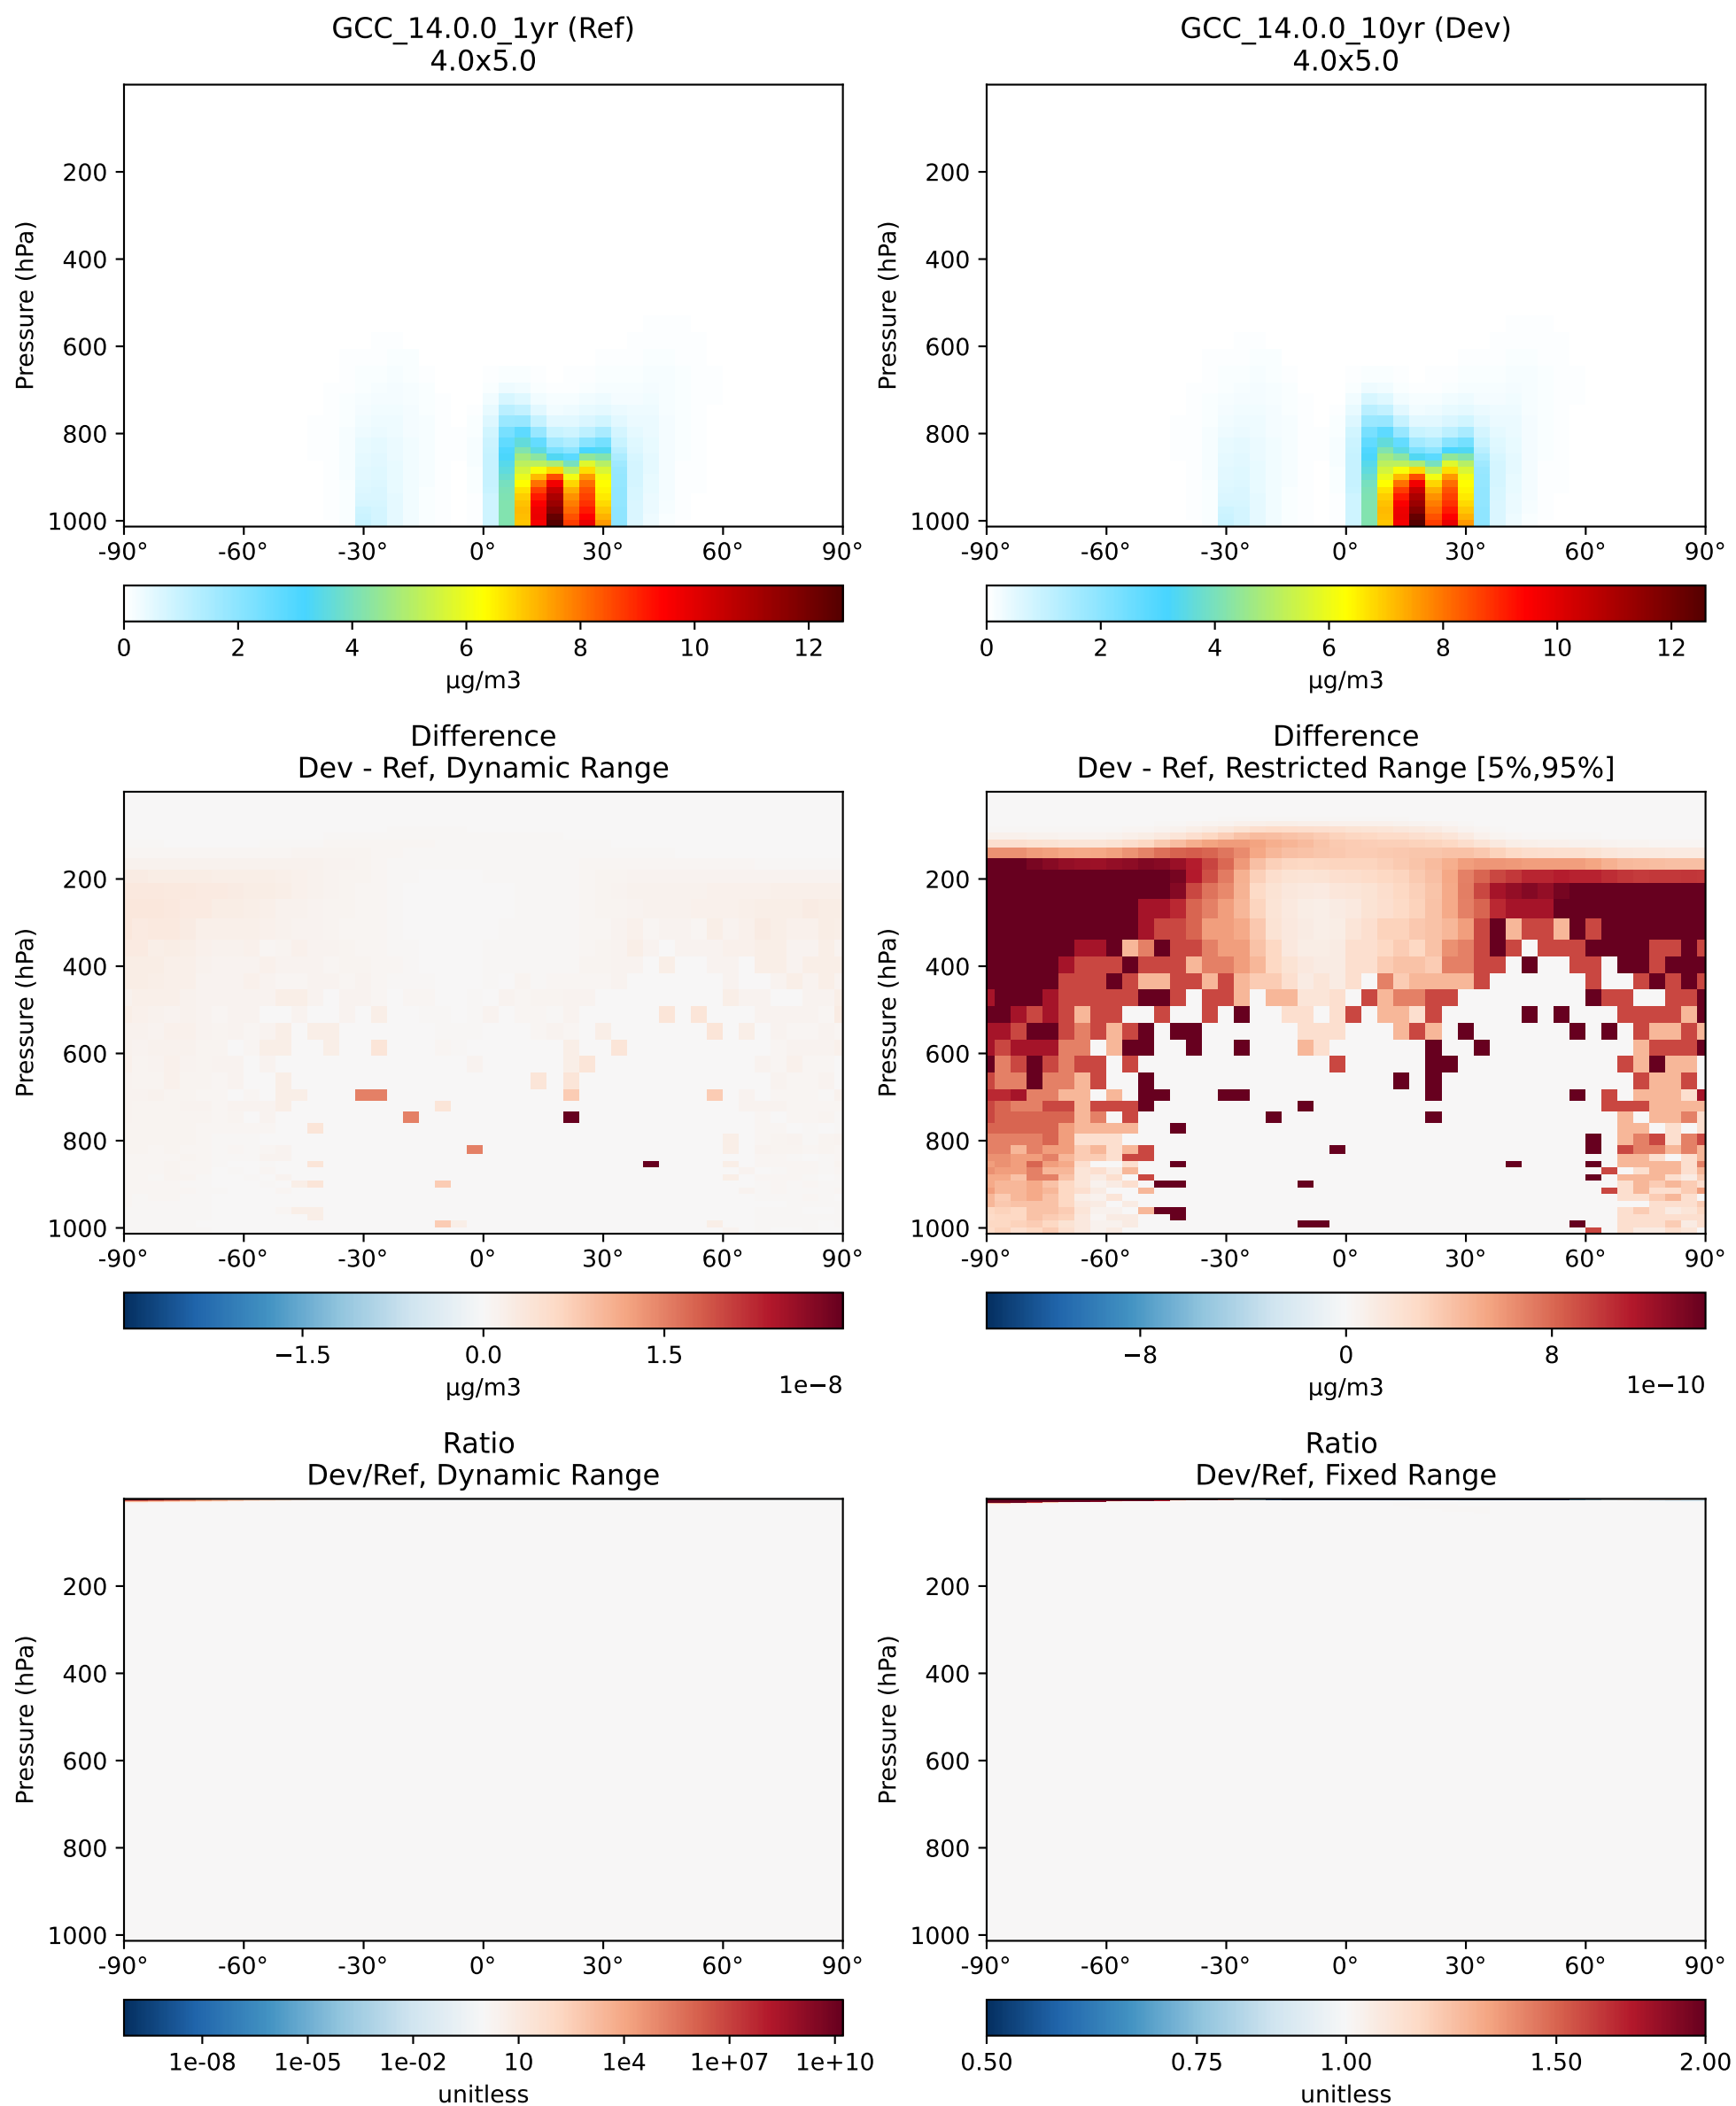 GCC_14.0.0_1yr (Ref)
4.0x5.0
Pressure (hPa)
200
400
600
800
1000
-90° -60° -30° 0° 30° 60° 90°
0 2 4 6 8 10 12
µg/m3
GCC_14.0.0_10yr (Dev)
4.0x5.0
Pressure (hPa)
200
400
600
800
1000
-90° -60° -30° 0° 30° 60° 90°
0 2 4 6 8 10 12
µg/m3
Difference
Dev - Ref, Dynamic Range
Pressure (hPa)
200
400
600
800
1000
-90° -60° -30° 0° 30° 60° 90°
−1.5 0.0 1.5
µg/m3 1e−8
Difference
Dev - Ref, Restricted Range [5%,95%]
Pressure (hPa)
200
400
600
800
1000
-90° -60° -30° 0° 30° 60° 90°
−8 0 8
µg/m3 1e−10
Ratio
Dev/Ref, Dynamic Range
Pressure (hPa)
200
400
600
800
1000
-90° -60° -30° 0° 30° 60° 90°
1e-08 1e-05 1e-02 10 1e+4 1e+07 1e+10
unitless
Ratio
Dev/Ref, Fixed Range
Pressure (hPa)
200
400
600
800
1000
-90° -60° -30° 0° 30° 60° 90°
0.50 0.75 1.00 1.50 2.00
unitless